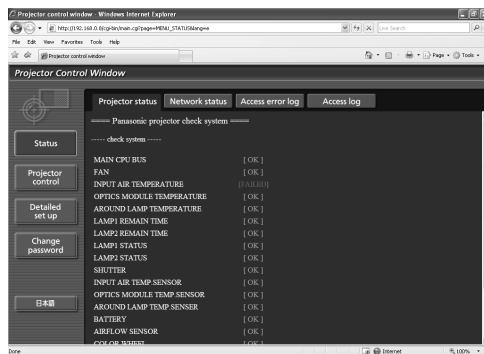 Projector control window - Windows Internet Explorer
http://192.168.0.8/cgi-bin/main.cgi?page=MENU_STATUS&lang=e
Live Search
File Edit View Favorites Tools Help
Projector control window
Page Tools
Projector Control Window
Projector status Network status Access error log Access log
Status
Projector control
Detailed set up
Change password
日本語
==== Panasonic projector check system ====
----- check system -----
MAIN CPU BUS [ OK ]
FAN [ OK ]
INPUT AIR TEMPERATURE [FAILED]
OPTICS MODULE TEMPERATURE [ OK ]
AROUND LAMP TEMPERATURE [ OK ]
LAMP1 REMAIN TIME [ OK ]
LAMP2 REMAIN TIME [ OK ]
LAMP1 STATUS [ OK ]
LAMP2 STATUS [ OK ]
SHUTTER [ OK ]
INPUT AIR TEMP.SENSOR [ OK ]
OPTICS MODULE TEMP.SENSOR [ OK ]
AROUND LAMP TEMP.SENSER [ OK ]
BATTERY [ OK ]
AIRFLOW SENSOR [ OK ]
COLOR WHEEL [ OK ]
Done Internet 100%